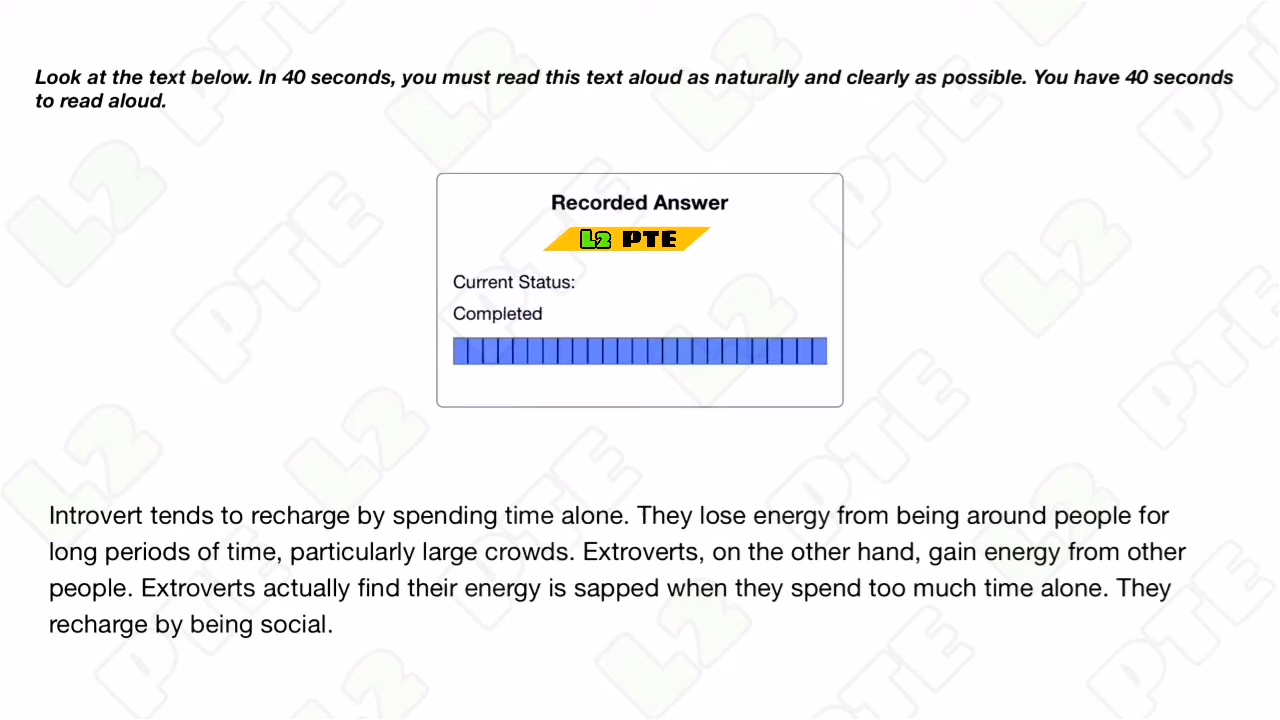 Look at the text below. In 40 seconds, you must read this text aloud as naturally and clearly as possible. You have 40 seconds
to read aloud.
Recorded Answer
L2 PTE
Current Status:
Completed
Introvert tends to recharge by spending time alone. They lose energy from being around people for
long periods of time, particularly large crowds. Extroverts, on the other hand, gain energy from other
people. Extroverts actually find their energy is sapped when they spend too much time alone. They
recharge by being social.